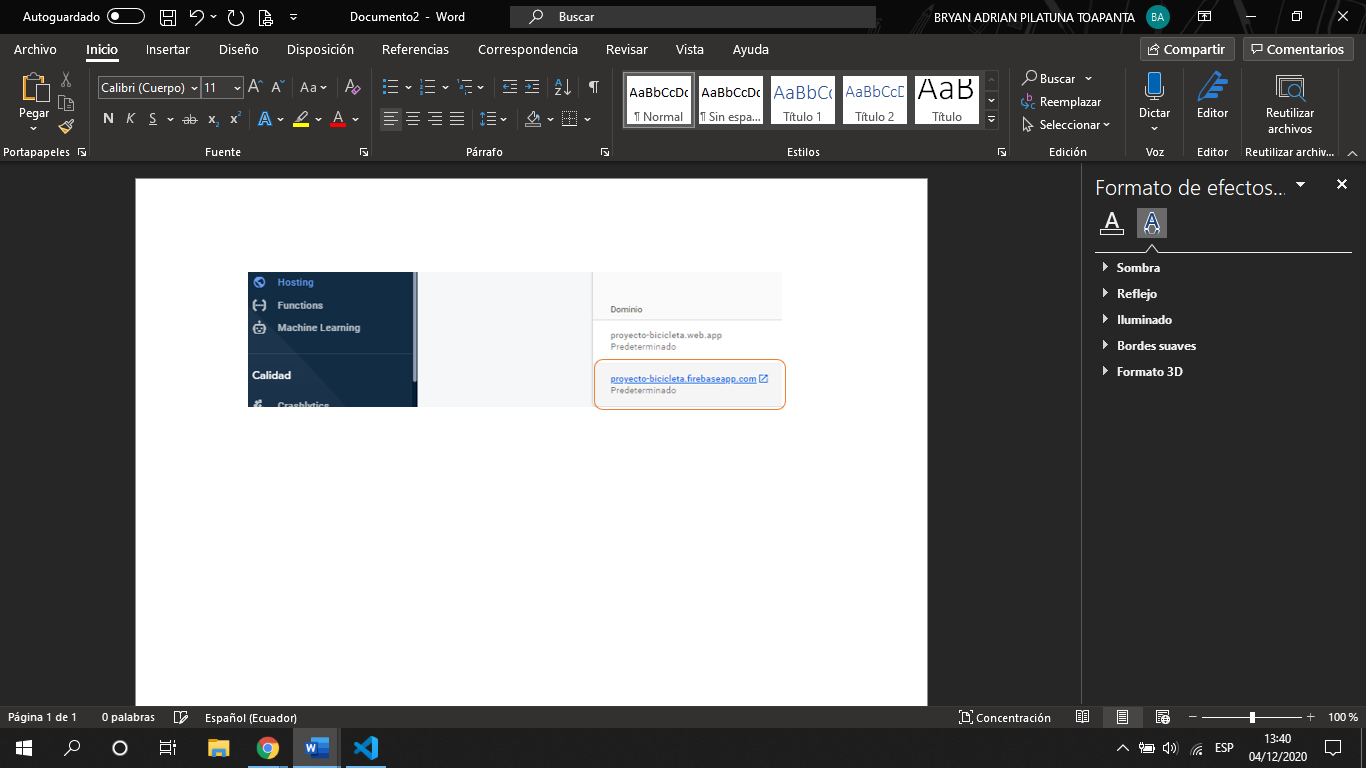 Autoguardado
Documento2 - Word
Buscar
BRYAN ADRIAN PILATUNA TOAPANTA
BA
Archivo Inicio Insertar Diseño Disposición Referencias Correspondencia Revisar Vista Ayuda
Compartir
Comentarios
Pegar
Portapapeles
Calibri (Cuerpo) 11 A A Aa A
N K S ab x₂ x² A A
Fuente
Párrafo
AaBbCcDc AaBbCcDc AaBbCc AaBbCcD AaB
¶ Normal ¶ Sin espa... Título 1 Título 2 Título
Estilos
Buscar
Reemplazar
Seleccionar
Edición
Dictar
Voz
Editor
Editor
Reutilizar
archivos
Reutilizar archiv...
Hosting
Functions
Machine Learning
Calidad
Crashlytics
Dominio
proyecto-bicicleta.web.app
Predeterminado
proyecto-bicicleta.firebaseapp.com
Predeterminado
Formato de efectos...
A A
Sombra
Reflejo
Iluminado
Bordes suaves
Formato 3D
Página 1 de 1 0 palabras Español (Ecuador)
Concentración
100 %
ESP
13:40
04/12/2020